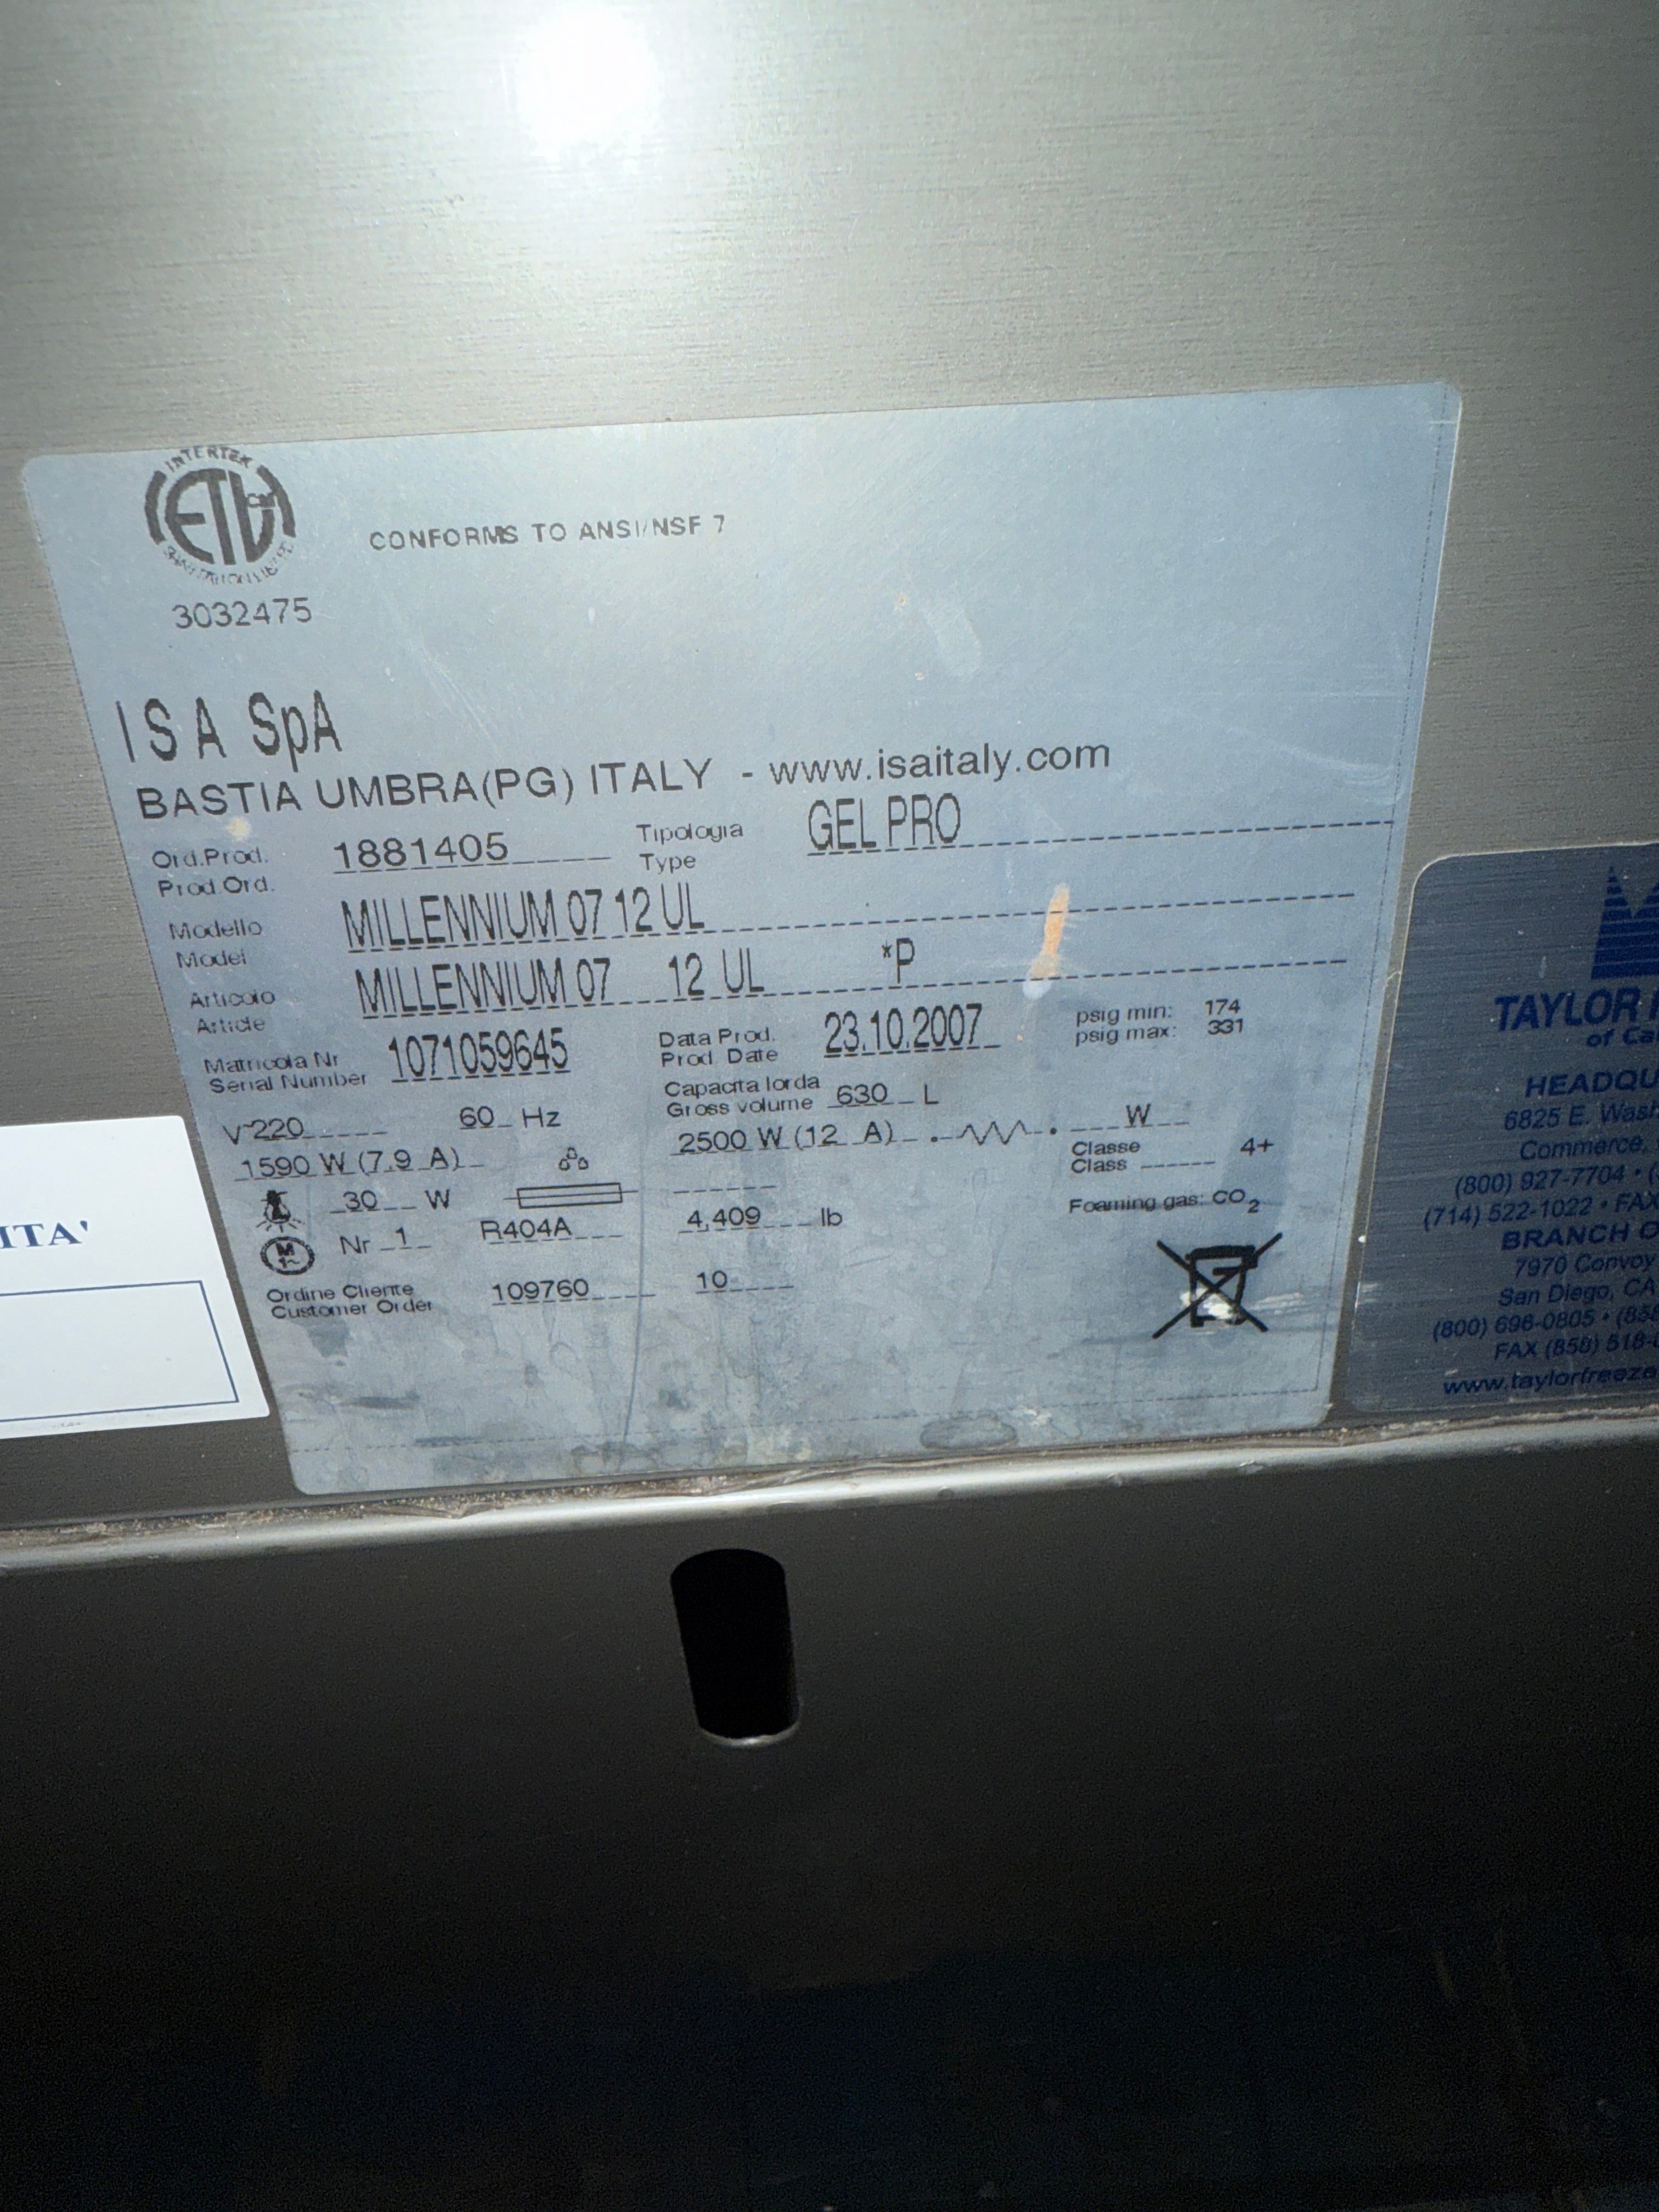 INTERTEK
ETL
CM
3032475
CONFORMS TO ANSI/NSF 7
ISA SpA
BASTIA UMBRA(PG) ITALY - www.isaitaly.com
Ord.Prod. 1881405 Tipologia GEL PRO
Prod.Ord. Type
Modello MILLENNIUM 07 12 UL
Model
Articolo MILLENNIUM 07 12 UL *P
Article
Matricola Nr 1071059645 Data Prod. 23.10.2007 psig min: 174
Serial Number Prod. Date psig max: 331
V~220 60 Hz Capacita lorda 630 L
Gross volume
1590 W (7.9 A) 2500 W (12 A) W
Classe 4+
Class
30 W Foaming gas: CO2
M 1~ Nr 1 R404A 4,409 lb
Ordine Cliente 109760 10
Customer Order
ITA'
TAYLOR
of
HEADQU
6825 E. Wash
Commerce,
(800) 927-7704 • (
(714) 522-1022 • FAX
BRANCH O
7970 Convoy
San Diego, CA
(800) 696-0805 • (858
FAX (858) 518-
www.taylorfreeze